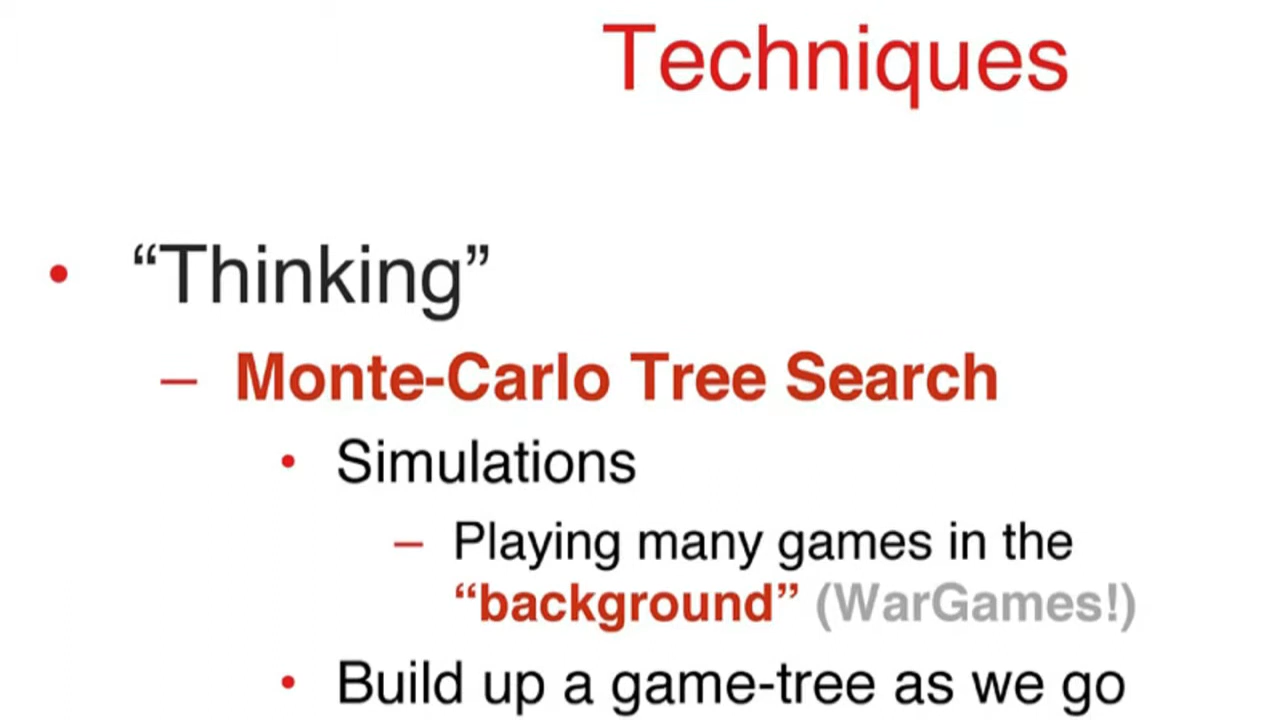 Techniques
• “Thinking”
– Monte-Carlo Tree Search
• Simulations
– Playing many games in the
“background” (WarGames!)
• Build up a game-tree as we go